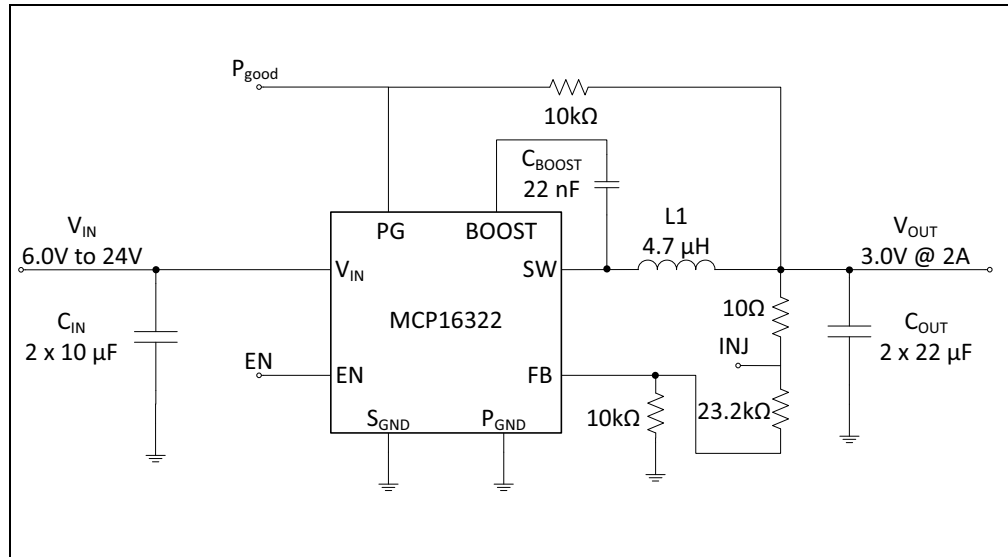 P_good
10kΩ
C_BOOST
22 nF
L1
4.7 µH
V_IN
6.0V to 24V
V_OUT
3.0V @ 2A
PG
BOOST
V_IN
SW
MCP16322
C_IN
2 x 10 µF
10Ω
INJ
C_OUT
2 x 22 µF
EN
EN
FB
10kΩ
23.2kΩ
S_GND
P_GND